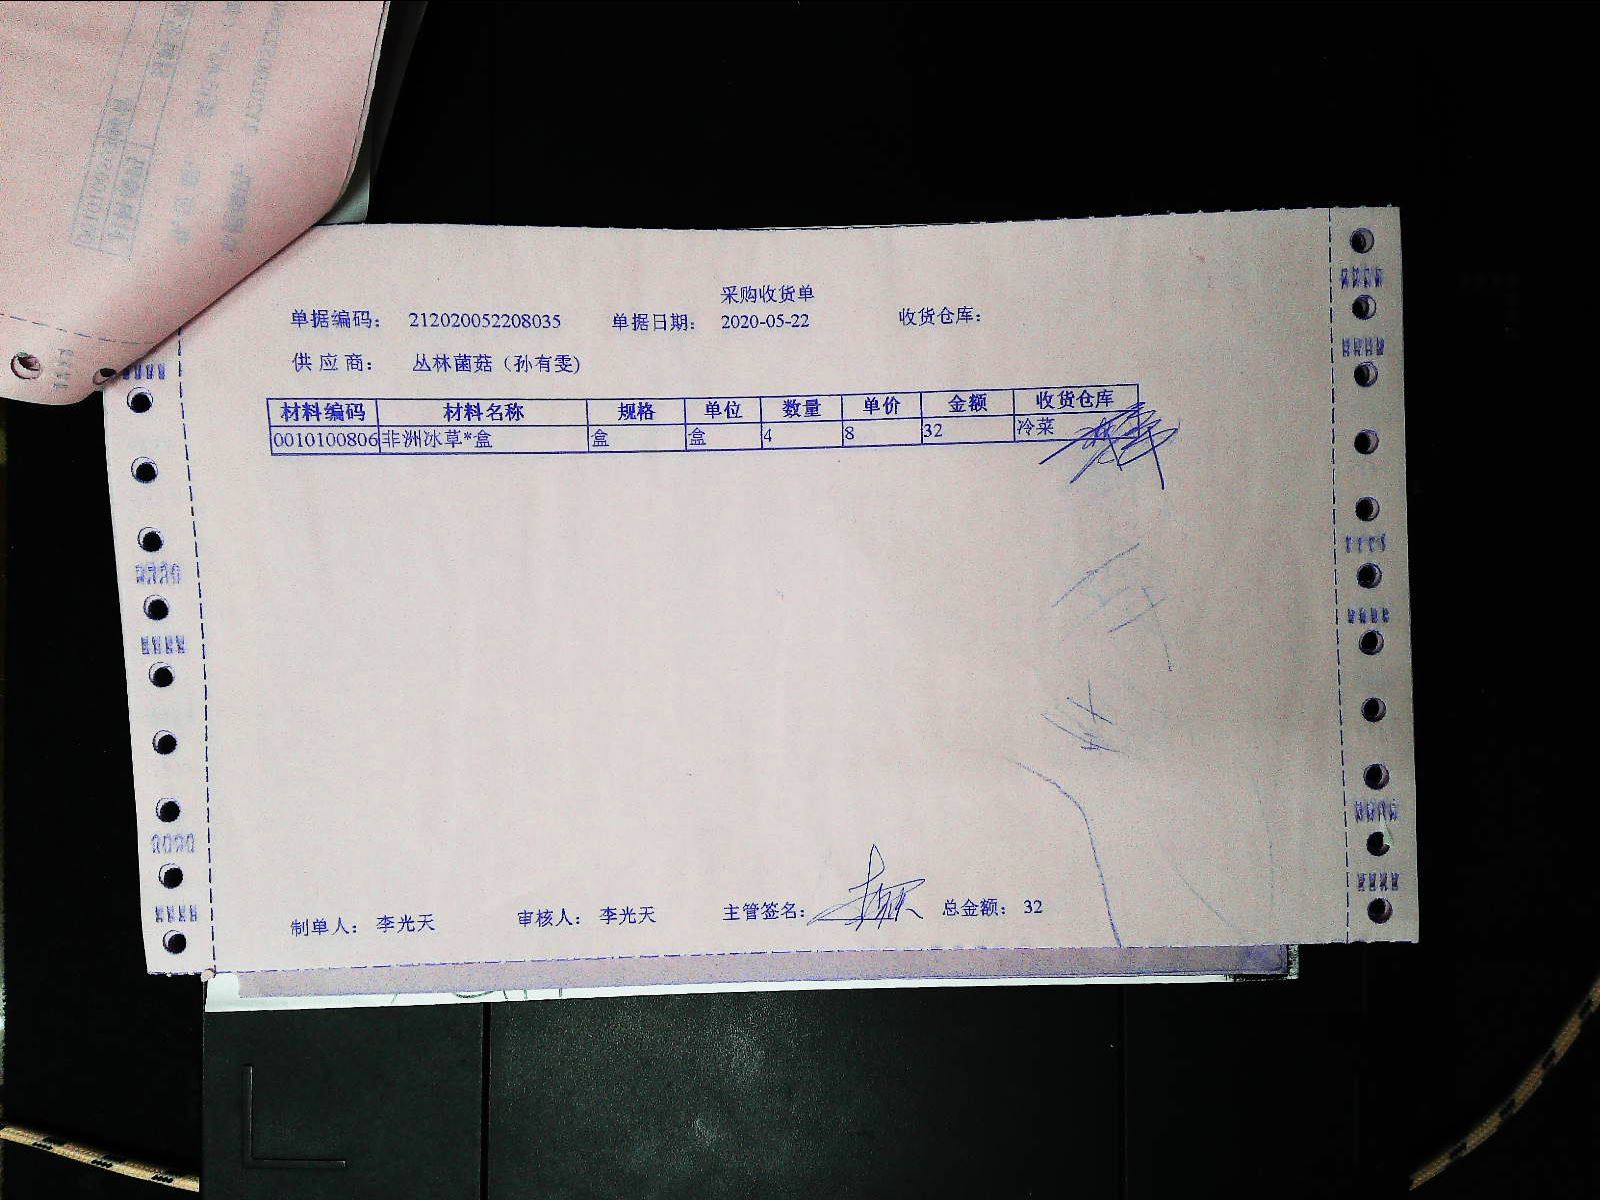 采购收货单
单据编码： 212020052208035 单据日期： 2020-05-22 收货仓库：
供应商： 丛林菌菇（孙有雯）
材料编码 材料名称 规格 单位 数量 单价 金额 收货仓库
0010100806 非洲冰草*盒 盒 盒 4 8 32 冷菜
制单人： 李光天 审核人： 李光天 主管签名： 总金额： 32